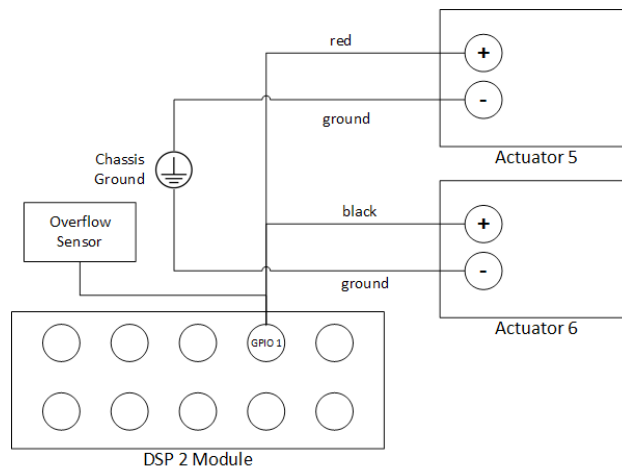 red
+
-
ground
Actuator 5
Chassis
Ground
black
Overflow
Sensor
+
-
ground
Actuator 6
GPIO 1
DSP 2 Module